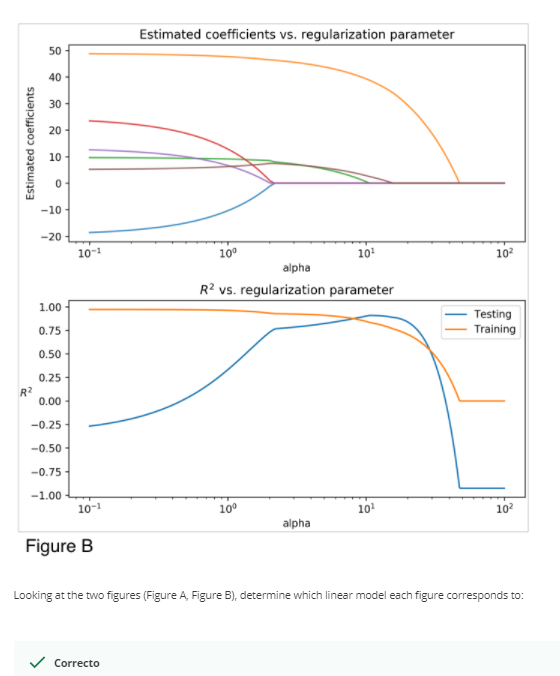 Estimated coefficients vs. regularization parameter
50
40
30
20
10
0
−10
−20
Estimated coefficients
10⁻¹
10⁰
10¹
10²
alpha
R² vs. regularization parameter
1.00
0.75
0.50
0.25
0.00
−0.25
−0.50
−0.75
−1.00
R²
Testing
Training
10⁻¹
10⁰
10¹
10²
alpha
Figure B
Looking at the two figures (Figure A, Figure B), determine which linear model each figure corresponds to:
Correcto